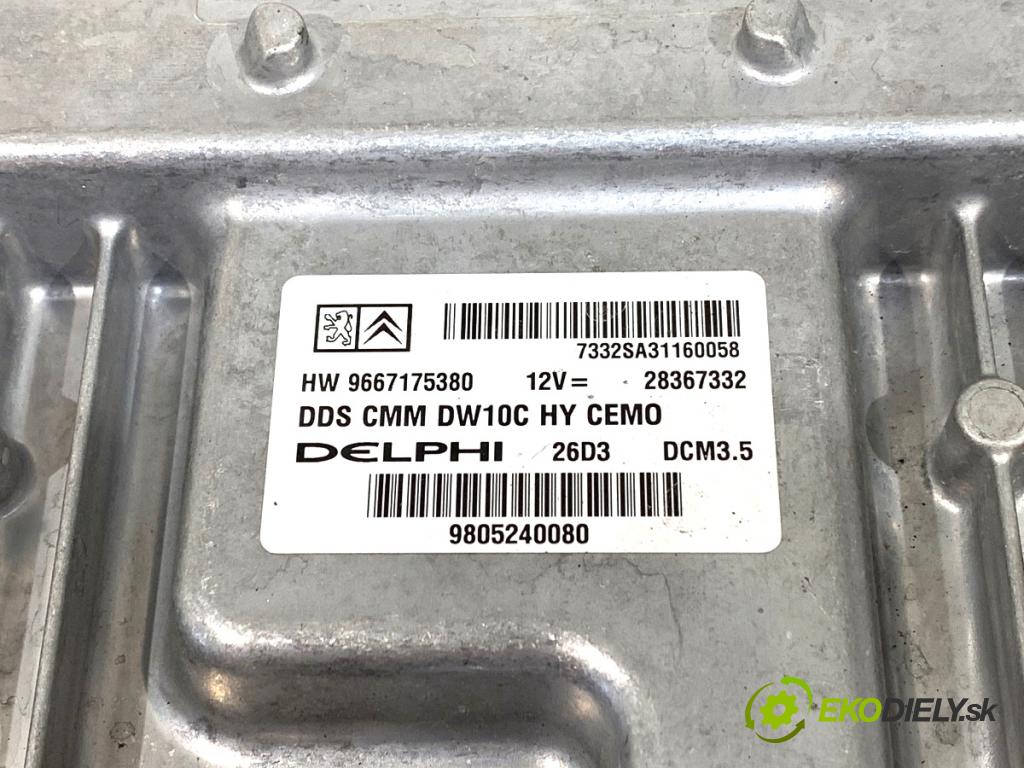 7332SA31160058
HW 9667175380 12V= 28367332
DDS CMM DW10C HY CEMO
DELPHI 26D3 DCM3.5
9805240080
EKODIELY.sk